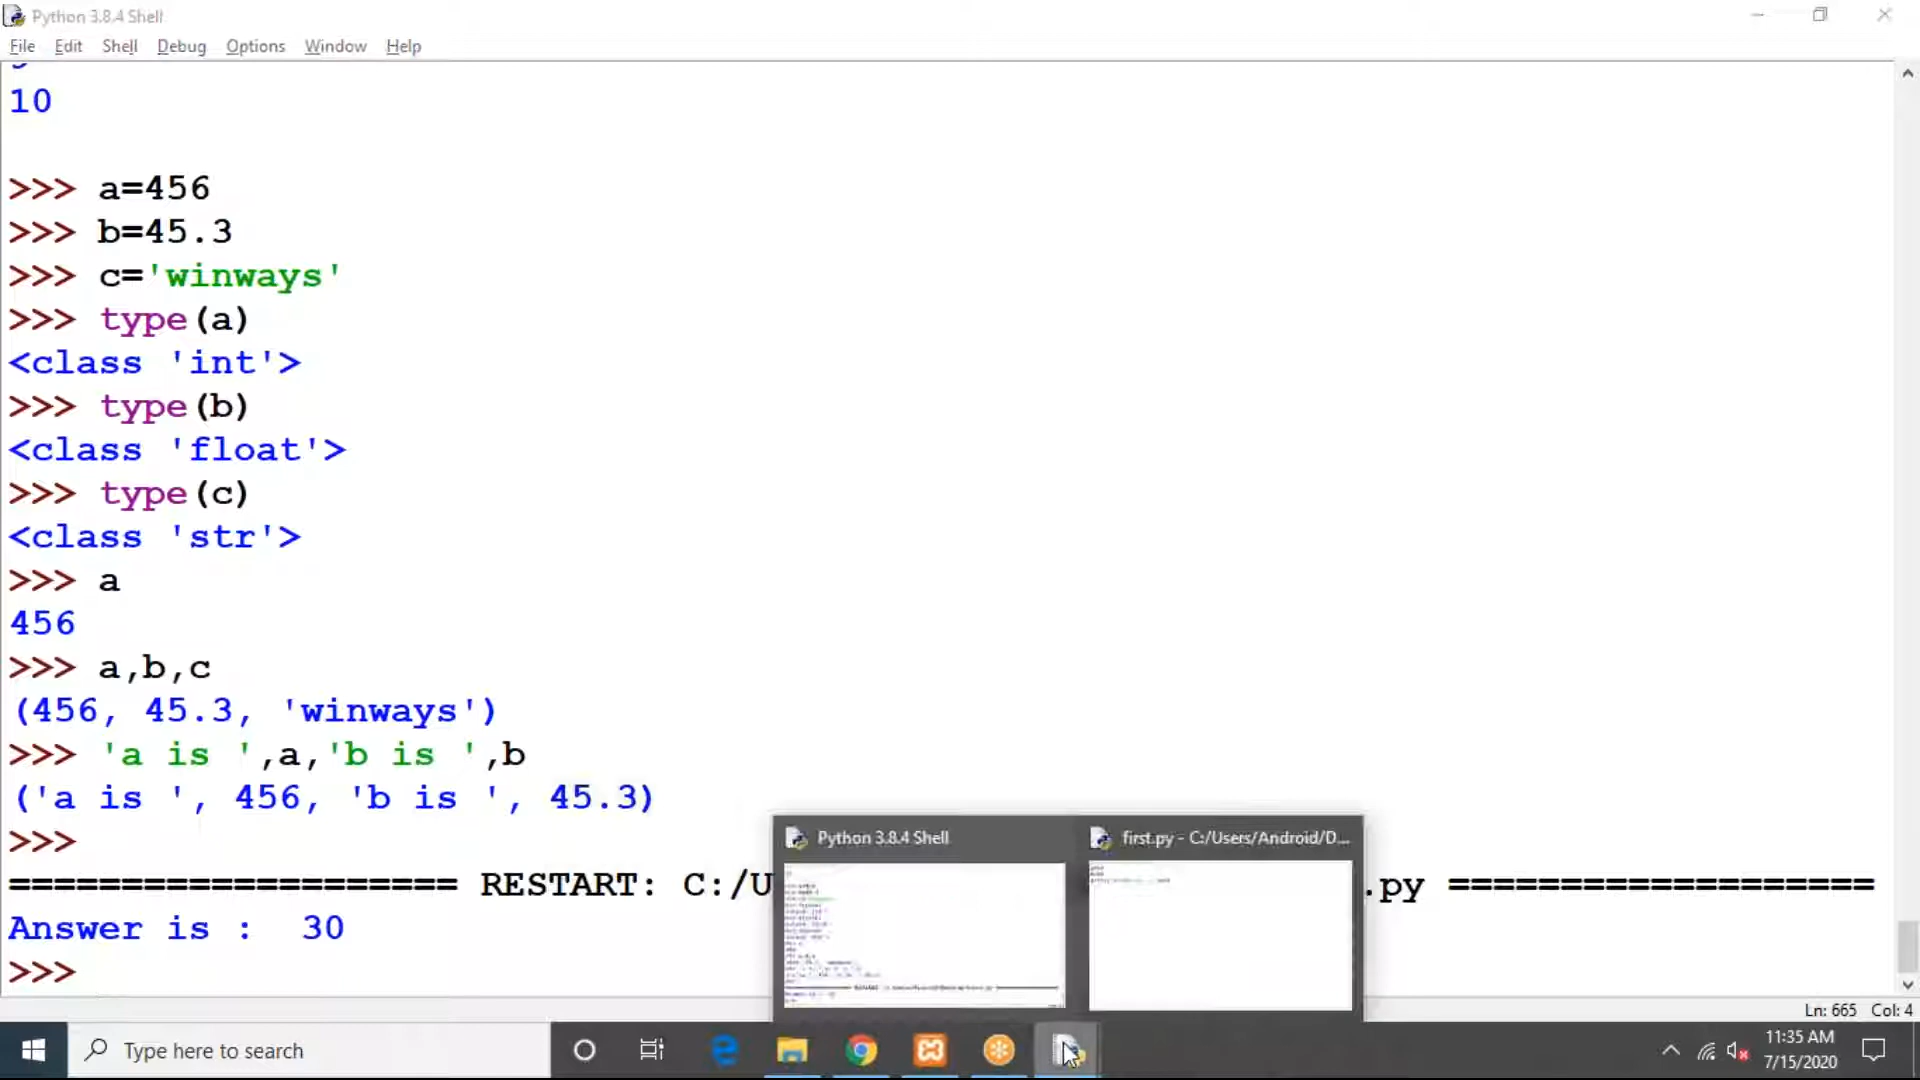 Python 3.8.4 Shell
File Edit Shell Debug Options Window Help
10
>>> a=456
>>> b=45.3
>>> c='winways'
>>> type(a)
<class 'int'>
>>> type(b)
<class 'float'>
>>> type(c)
<class 'str'>
>>> a
456
>>> a,b,c
(456, 45.3, 'winways')
>>> 'a is ',a,'b is ',b
('a is ', 456, 'b is ', 45.3)
>>>
==================== RESTART: C:/U .py ===================
Answer is :  30
>>>
Python 3.8.4 Shell
first.py - C:/Users/Android/D...
Ln: 665 Col: 4
Type here to search
11:35 AM
7/15/2020